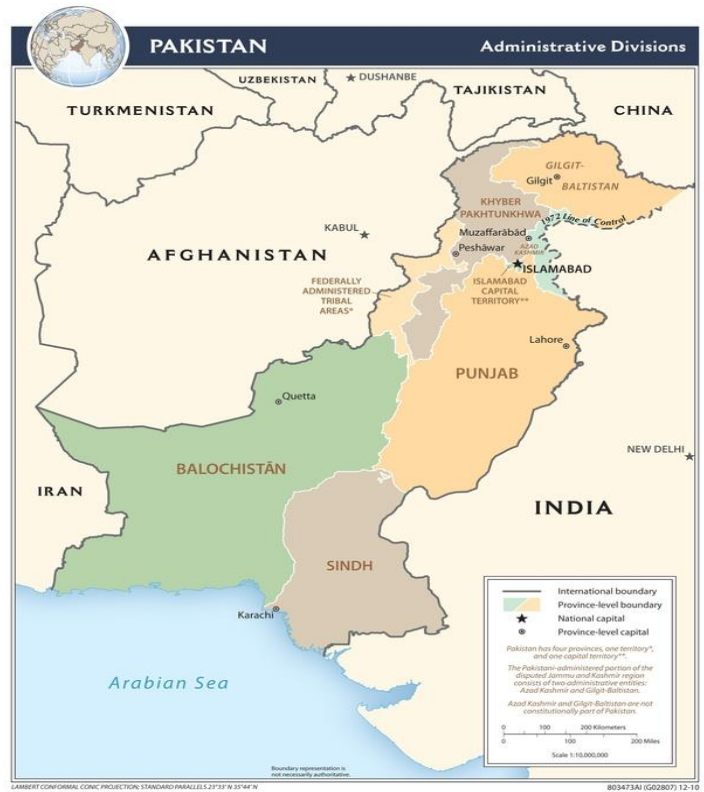 PAKISTAN
Administrative Divisions
UZBEKISTAN
DUSHANBE
TAJIKISTAN
TURKMENISTAN
CHINA
GILGIT-
BALTISTAN
Gilgit
KHYBER
PAKHTUNKHWA
1972 Line of Control
Muzaffarābād
AZAD
KASHMIR
KABUL
Peshāwar
AFGHANISTAN
ISLAMABAD
FEDERALLY
ADMINISTERED
TRIBAL
AREAS*
ISLAMABAD
CAPITAL
TERRITORY**
Lahore
PUNJAB
Quetta
NEW DELHI
BALOCHISTĀN
IRAN
INDIA
SINDH
Karachi
Arabian Sea
International boundary
Province-level boundary
National capital
Province-level capital
Pakistan has four provinces, one territory*,
and one capital territory**.
The Pakistani-administered portion of the
disputed Jammu and Kashmir region
consists of two administrative entities:
Azad Kashmir and Gilgit-Baltistan.
Azad Kashmir and Gilgit-Baltistan are not
constitutionally part of Pakistan.
0 100 200 Kilometers
0 100 200 Miles
Scale 1:10,000,000
Boundary representation is
not necessarily authoritative.
LAMBERT CONFORMAL CONIC PROJECTION; STANDARD PARALLELS 23°33' N 35°44' N
803473AI (G02807) 12-10